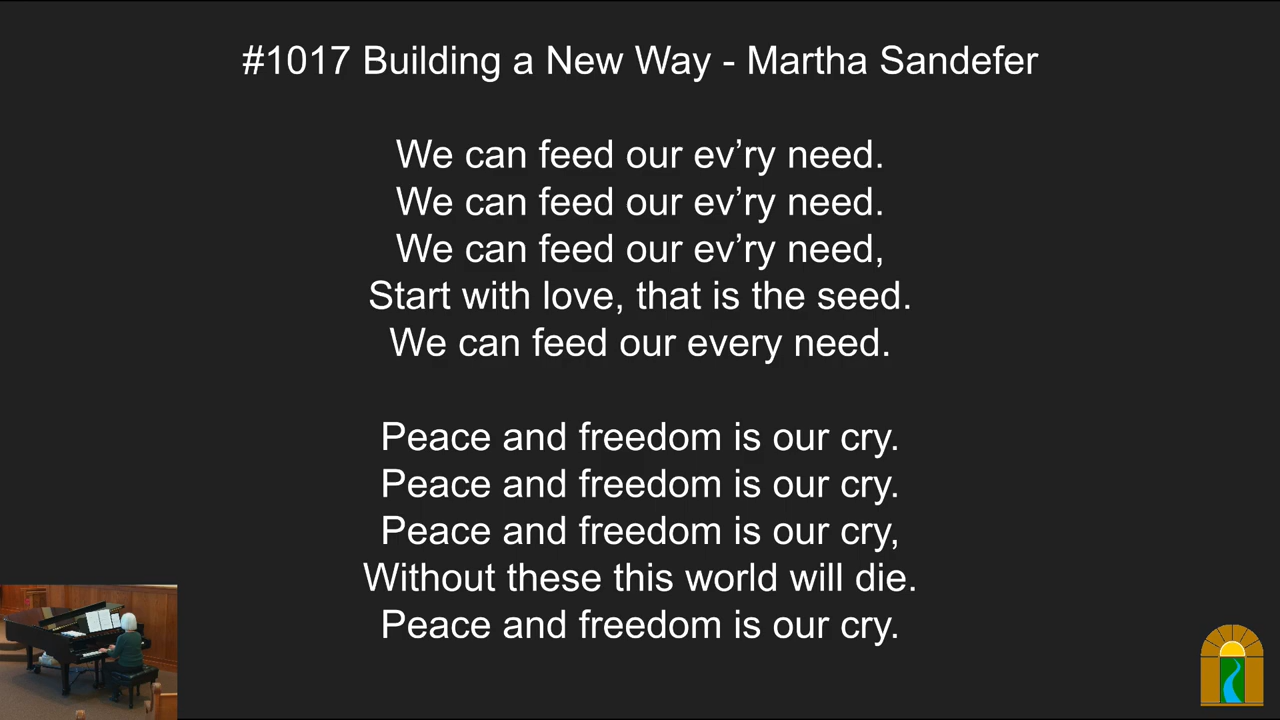 #1017 Building a New Way - Martha Sandefer
We can feed our ev’ry need.
We can feed our ev’ry need.
We can feed our ev’ry need,
Start with love, that is the seed.
We can feed our every need.
Peace and freedom is our cry.
Peace and freedom is our cry.
Peace and freedom is our cry,
Without these this world will die.
Peace and freedom is our cry.